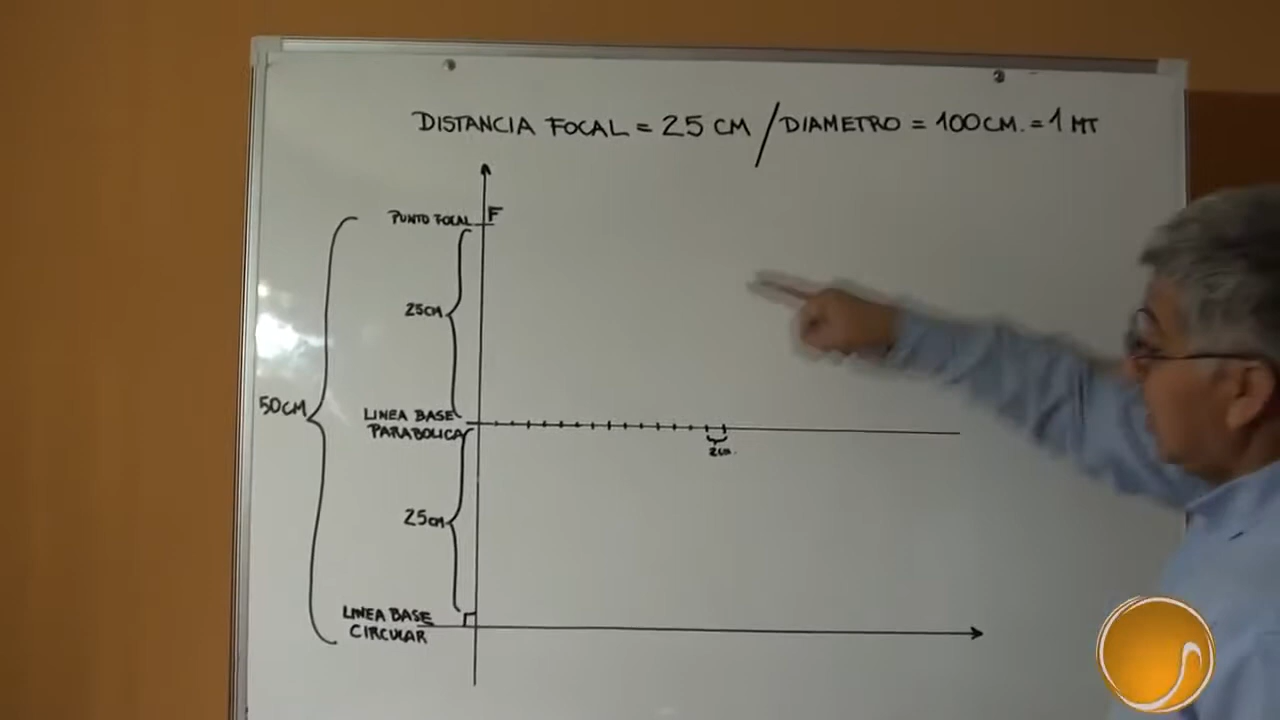 DISTANCIA FOCAL = 25 CM / DIAMETRO = 100 CM. = 1 MT
PUNTO FOCAL F
25CM
50CM
LINEA BASE
PARABOLICA
2cm.
25cm
LINEA BASE
CIRCULAR